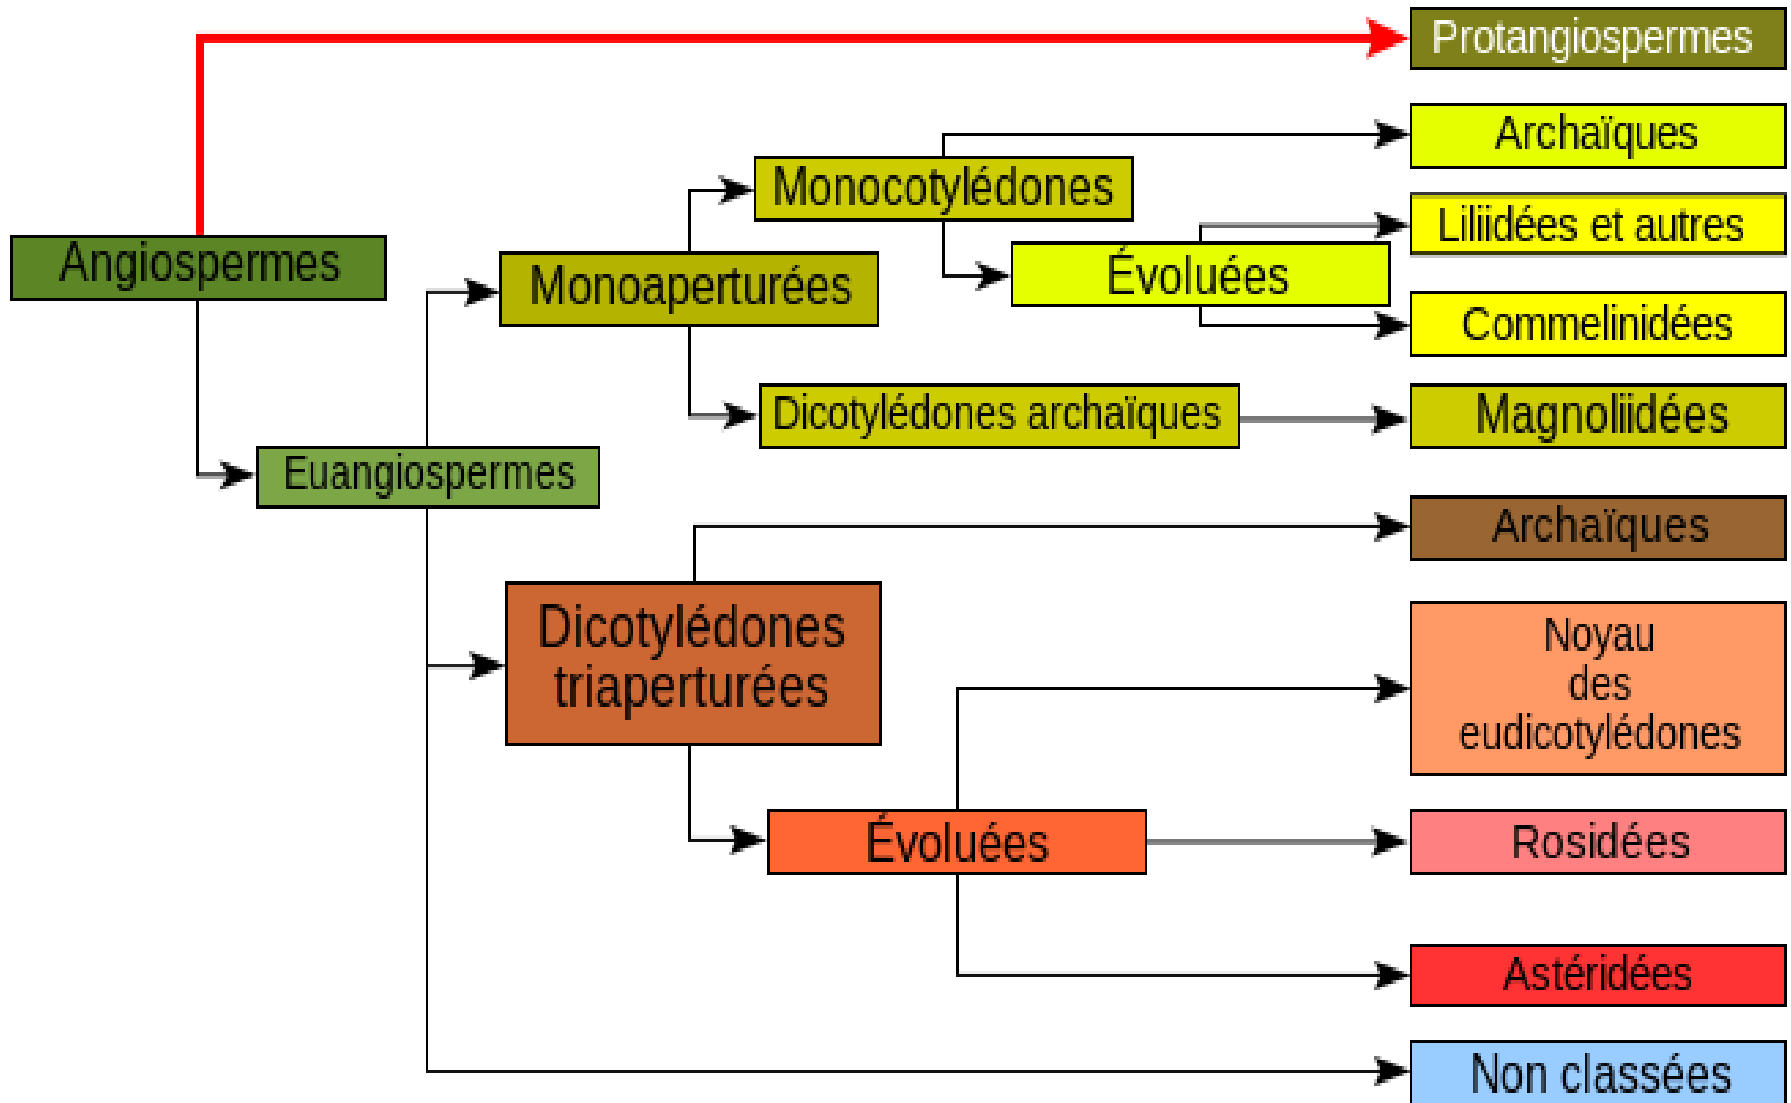 Protangiospermes
Archaïques
Monocotylédones
Liliidées et autres
Angiospermes
Évoluées
Monoaperturées
Commelinidées
Dicotylédones archaïques
Magnoliidées
Euangiospermes
Archaïques
Dicotylédones
triaperturées
Noyau
des
eudicotylédones
Évoluées
Rosidées
Astéridées
Non classées